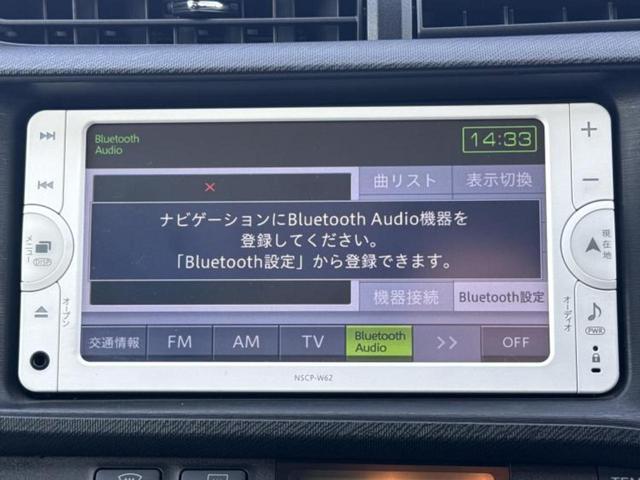 Bluetooth
Audio
14:33
曲リスト
表示切換
ナビゲーションにBluetooth Audio機器を
登録してください。
「Bluetooth設定」から登録できます。
機器接続
Bluetooth設定
交通情報
FM
AM
TV
Bluetooth
Audio
>>
OFF
メニュー
DISP
オープン
現在地
オーディオ
PWR
NSCP-W62